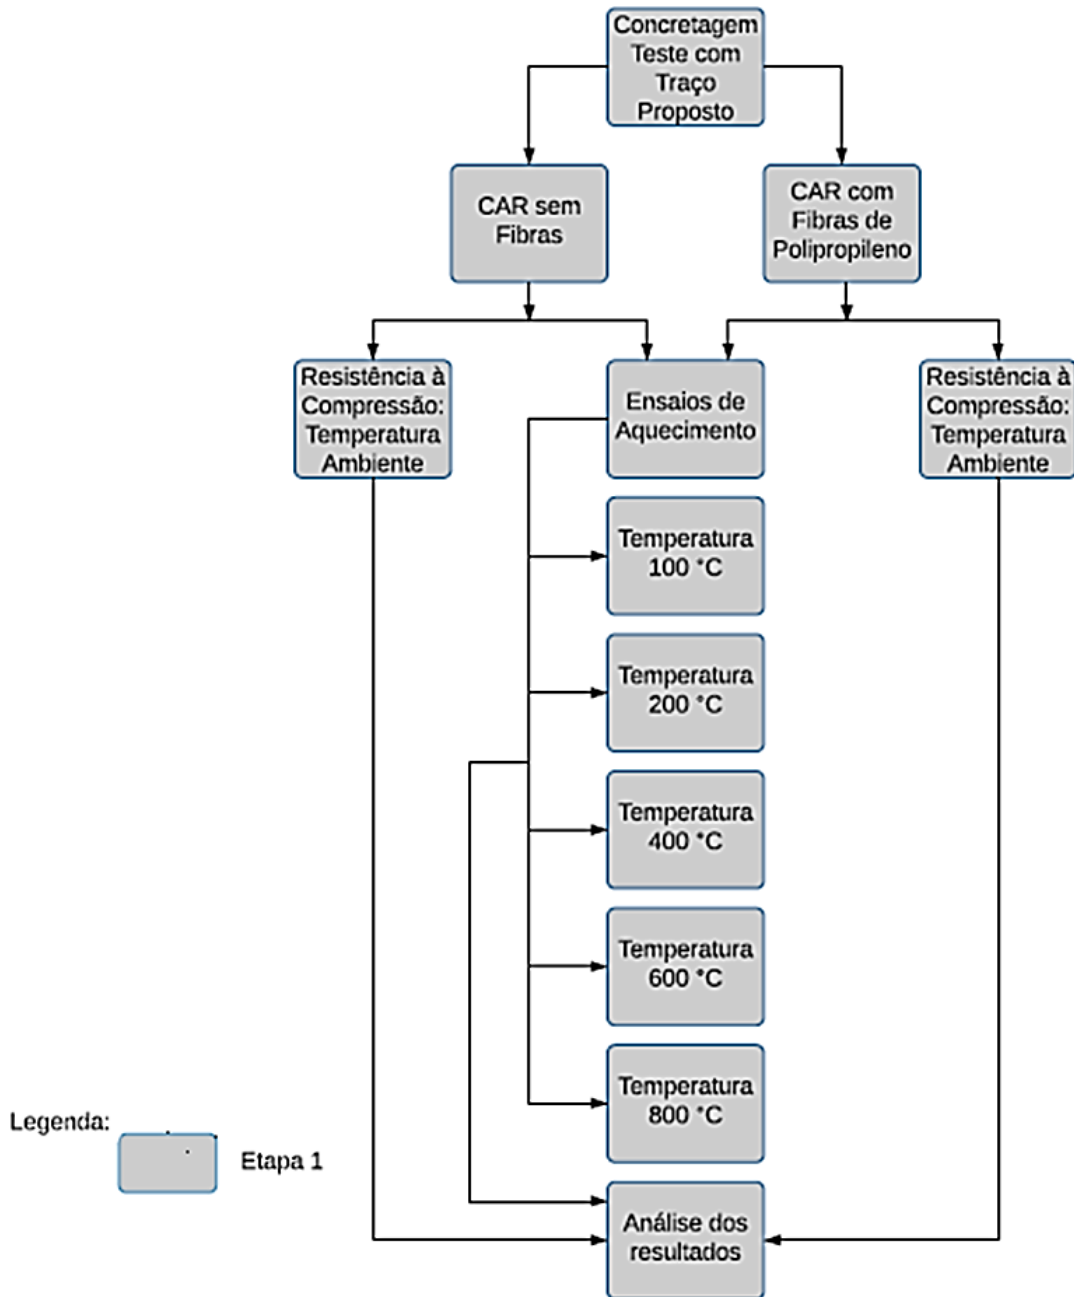 Concretagem
Teste com
Traço
Proposto
CAR sem
Fibras
CAR com
Fibras de
Polipropileno
Resistência à
Compressão:
Temperatura
Ambiente
Ensaios de
Aquecimento
Resistência à
Compressão:
Temperatura
Ambiente
Temperatura
100 °C
Temperatura
200 °C
Temperatura
400 °C
Temperatura
600 °C
Temperatura
800 °C
Legenda:
Etapa 1
Análise dos
resultados